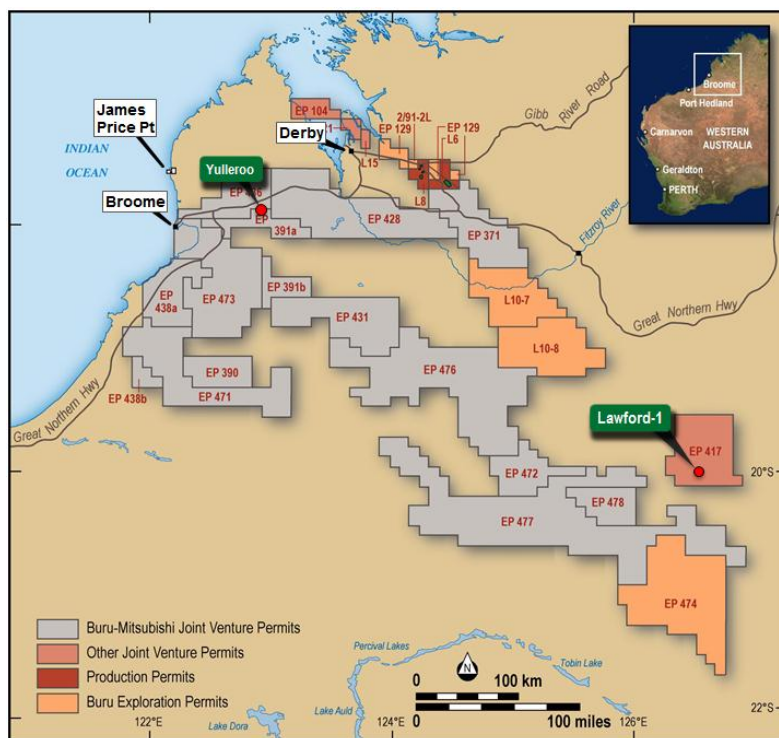 James
Price Pt
INDIAN
OCEAN
Broome
Yulleroo
Derby
EP 104
L15
EP 129
2/91-2L
L6
EP 129
L8
Gibb River Road
Broome
Port Hedland
Carnarvon
WESTERN
AUSTRALIA
Geraldton
PERTH
EP
391a
EP 428
EP 371
Fitzroy River
Great Northern Hwy
EP
438a
EP 473
EP 391b
EP 431
L10-7
L10-8
EP 390
EP 438b
EP 471
EP 476
Great Northern Hwy
Lawford-1
EP 417
20°S
EP 472
EP 478
EP 477
EP 474
Buru-Mitsubishi Joint Venture Permits
Other Joint Venture Permits
Production Permits
Buru Exploration Permits
Percival Lakes
Tobin Lake
Lake Auld
Lake Dora
N
0 100 km
0 100 miles
122°E
124°E
126°E
22°S